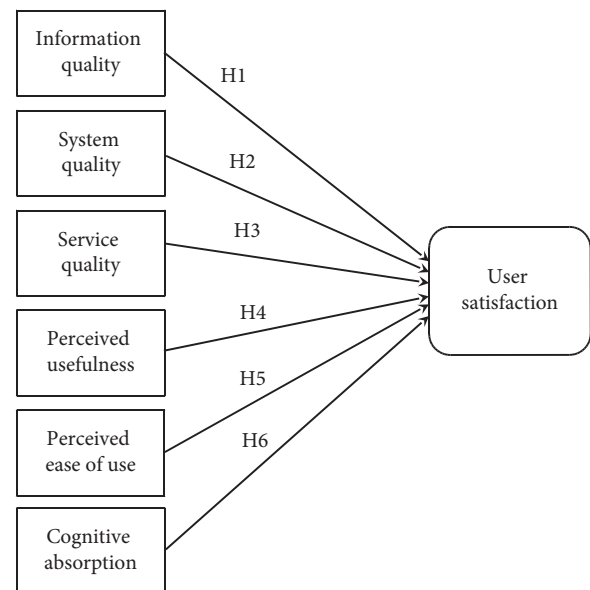 Information
quality
H1
System
quality
H2
Service
quality
H3
User
satisfaction
Perceived
usefulness
H4
Perceived
ease of use
H5
H6
Cognitive
absorption